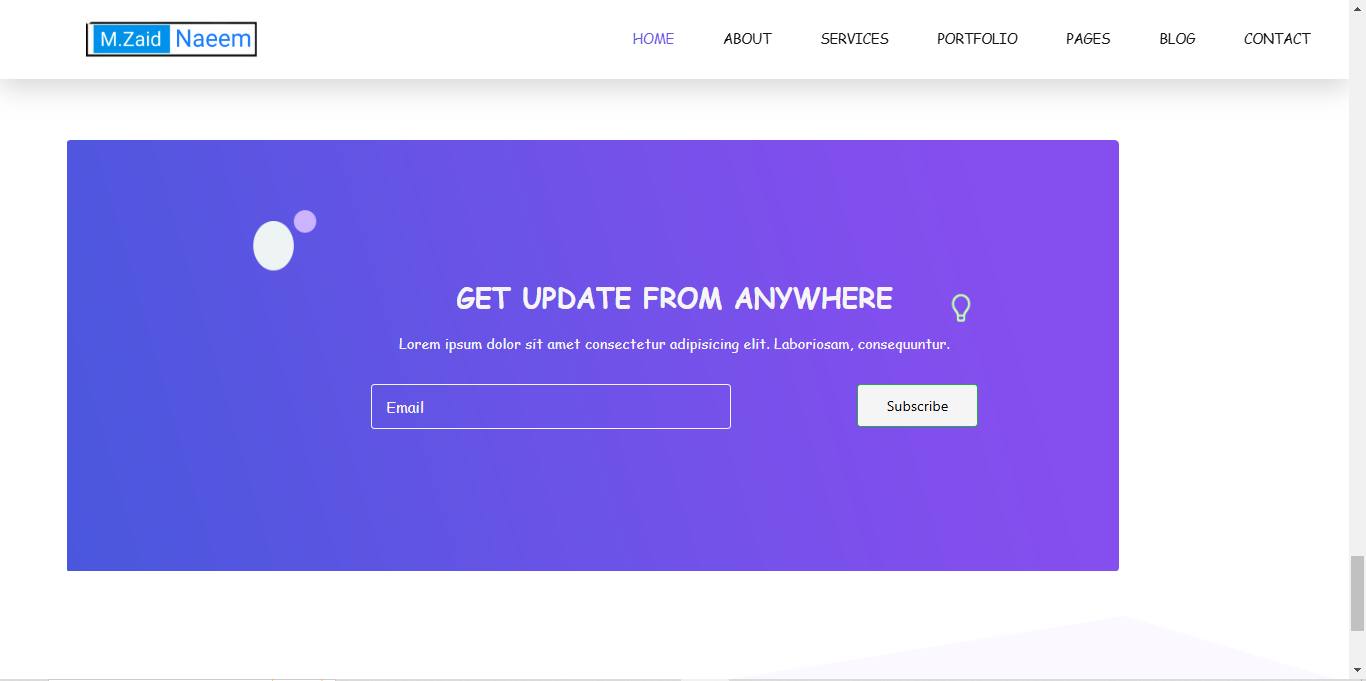 M.Zaid Naeem HOME ABOUT SERVICES PORTFOLIO PAGES BLOG CONTACT
GET UPDATE FROM ANYWHERE
Lorem ipsum dolor sit amet consectetur adipisicing elit. Laboriosam, consequuntur.
Email Subscribe